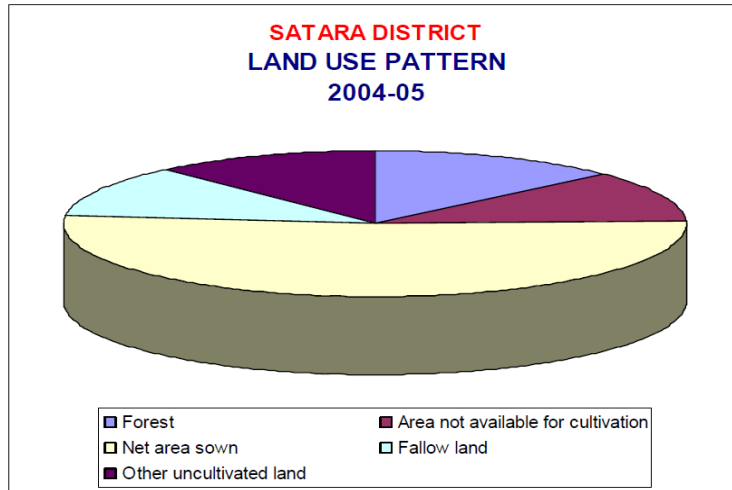 SATARA DISTRICT
LAND USE PATTERN
2004-05
Forest
Area not available for cultivation
Net area sown
Fallow land
Other uncultivated land